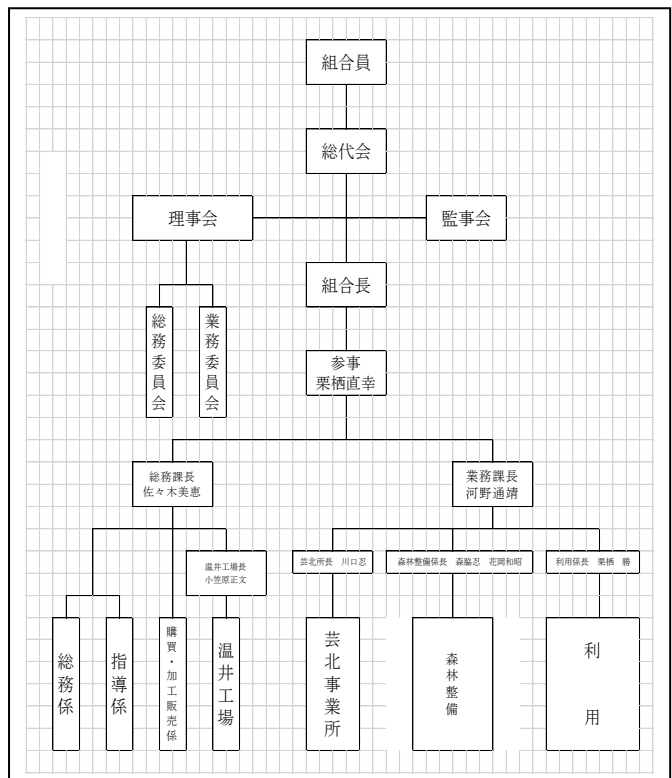 組合員
総代会
理事会
監事会
組合長
総務委員会
業務委員会
参事
栗栖直幸
総務課長
佐々木美恵
業務課長
河野通靖
温井工場長
小笠原正文
芸北所長 川口忍
森林整備係長 森脇忍 花岡和昭
利用係長 栗栖 勝
総務係
指導係
購買・加工販売係
温井工場
芸北事業所
森林整備
利用